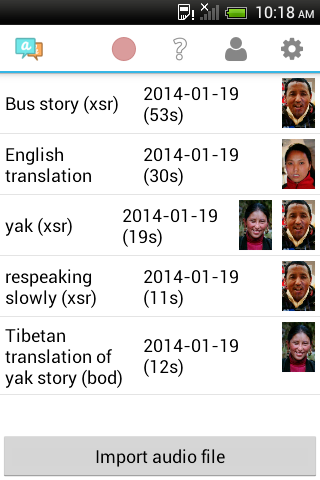 10:18 AM
Bus story (xsr)
2014-01-19
(53s)
English
translation
2014-01-19
(30s)
yak (xsr)
2014-01-19
(19s)
respeaking
slowly (xsr)
2014-01-19
(11s)
Tibetan
translation of
yak story (bod)
2014-01-19
(12s)
Import audio file